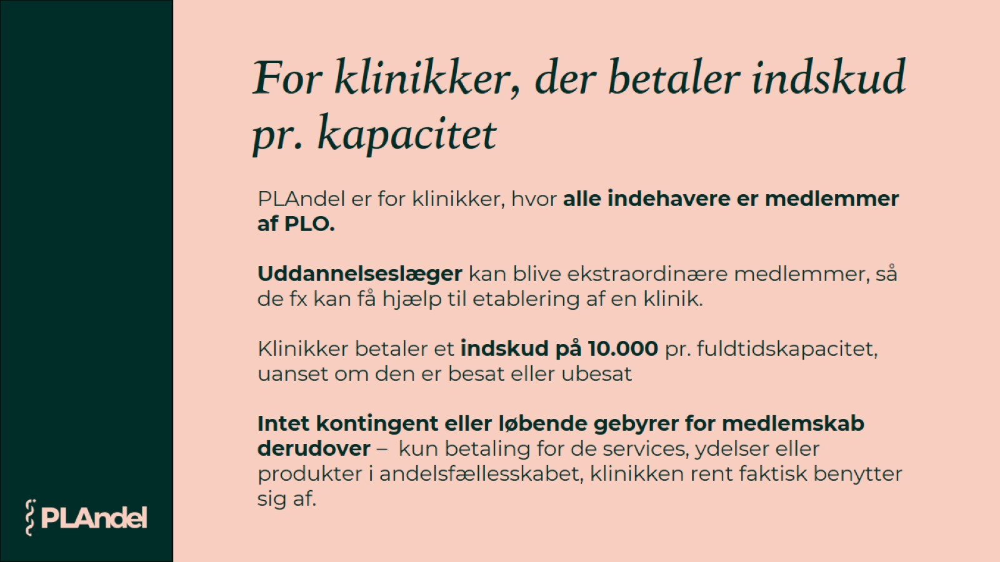 For klinikker, der betaler indskud
pr. kapacitet
PLAndel er for klinikker, hvor alle indehavere er medlemmer
af PLO.
Uddannelseslæger kan blive ekstraordinære medlemmer, så
de fx kan få hjælp til etablering af en klinik.
Klinikker betaler et indskud på 10.000 pr. fuldtidskapacitet,
uanset om den er besat eller ubesat
Intet kontingent eller løbende gebyrer for medlemskab
derudover –  kun betaling for de services, ydelser eller
produkter i andelsfællesskabet, klinikken rent faktisk benytter
sig af.
PLAndel